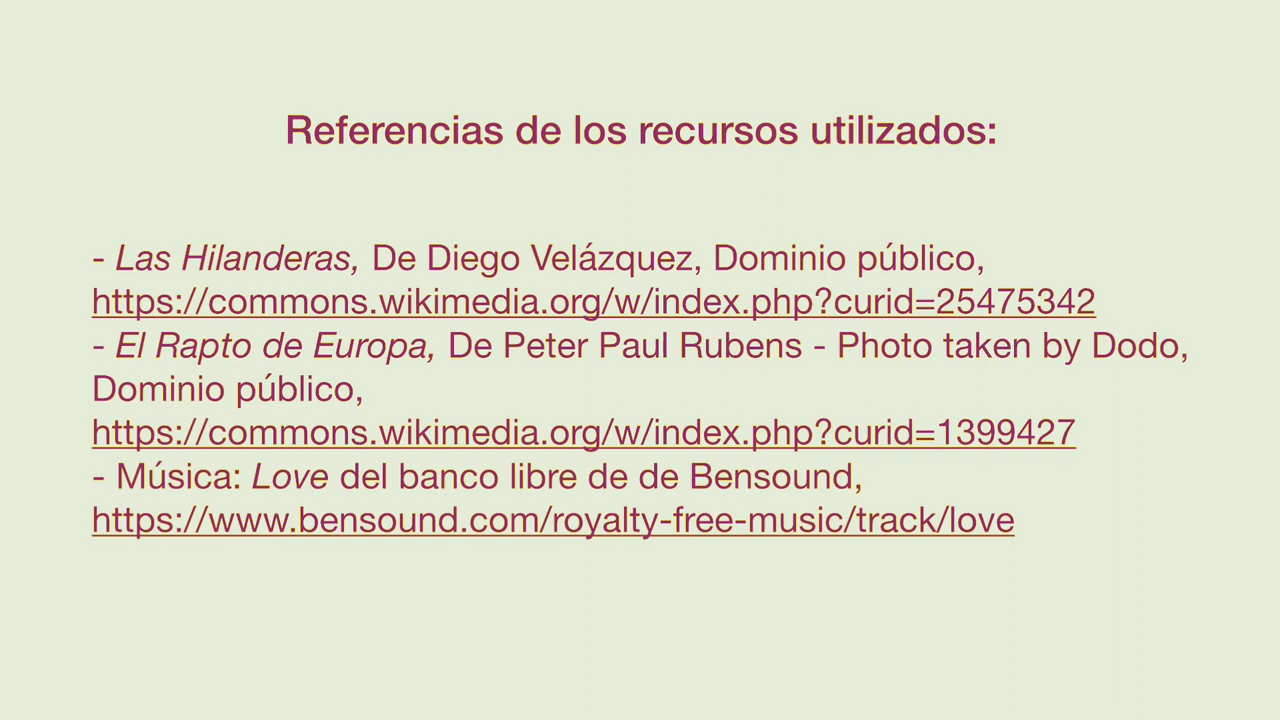 Referencias de los recursos utilizados:
- Las Hilanderas, De Diego Velázquez, Dominio público,
https://commons.wikimedia.org/w/index.php?curid=25475342
- El Rapto de Europa, De Peter Paul Rubens - Photo taken by Dodo,
Dominio público,
https://commons.wikimedia.org/w/index.php?curid=1399427
- Música: Love del banco libre de de Bensound,
https://www.bensound.com/royalty-free-music/track/love